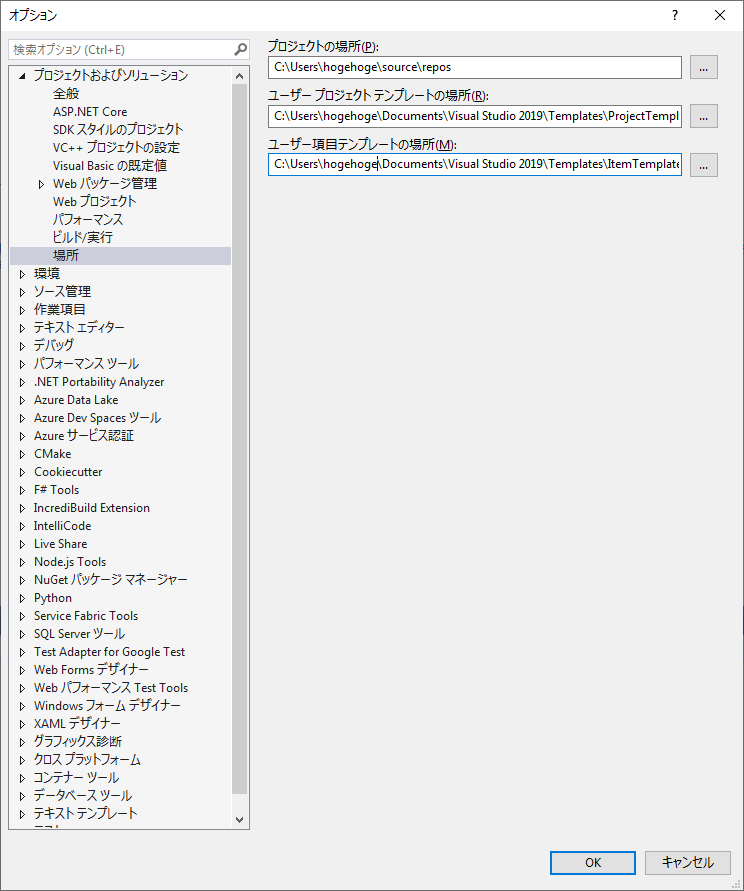 オプション
?
検索オプション (Ctrl+E)
プロジェクトおよびソリューション
全般
ASP.NET Core
SDK スタイルのプロジェクト
VC++ プロジェクトの設定
Visual Basic の既定値
Web パッケージ管理
Web プロジェクト
パフォーマンス
ビルド/実行
場所
環境
ソース管理
作業項目
テキスト エディター
デバッグ
パフォーマンス ツール
.NET Portability Analyzer
Azure Data Lake
Azure Dev Spaces ツール
Azure サービス認証
CMake
Cookiecutter
F# Tools
IncrediBuild Extension
IntelliCode
Live Share
Node.js Tools
NuGet パッケージ マネージャー
Python
Service Fabric Tools
SQL Server ツール
Test Adapter for Google Test
Web Forms デザイナー
Web パフォーマンス Test Tools
Windows フォーム デザイナー
XAML デザイナー
グラフィックス診断
クロス プラットフォーム
コンテナー ツール
データベース ツール
テキスト テンプレート
プロジェクトの場所(P):
C:\Users\hogehoge\source\repos
...
ユーザー プロジェクト テンプレートの場所(R):
C:\Users\hogehoge\Documents\Visual Studio 2019\Templates\ProjectTempl
...
ユーザー項目テンプレートの場所(M):
C:\Users\hogehoge\Documents\Visual Studio 2019\Templates\ItemTemplate
...
OK
キャンセル